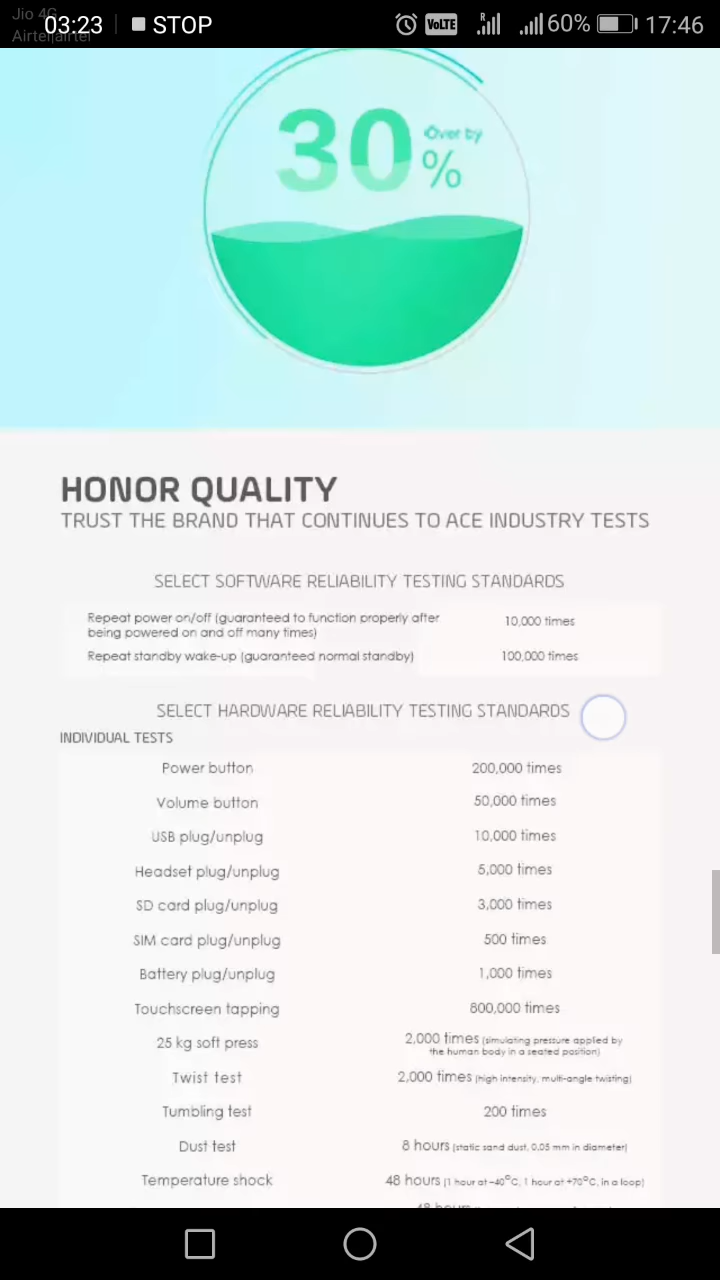 Jio 4G
Airtel|airtel
03:23 STOP VoLTE R 60% 17:46
30 Over by
%
HONOR QUALITY
TRUST THE BRAND THAT CONTINUES TO ACE INDUSTRY TESTS
SELECT SOFTWARE RELIABILITY TESTING STANDARDS
Repeat power on/off (guaranteed to function properly after
being powered on and off many times) 10,000 times
Repeat standby wake-up (guaranteed normal standby) 100,000 times
SELECT HARDWARE RELIABILITY TESTING STANDARDS
INDIVIDUAL TESTS
Power button 200,000 times
Volume button 50,000 times
USB plug/unplug 10,000 times
Headset plug/unplug 5,000 times
SD card plug/unplug 3,000 times
SIM card plug/unplug 500 times
Battery plug/unplug 1,000 times
Touchscreen tapping 800,000 times
25 kg soft press 2,000 times (simulating pressure applied by
the human body in a seated position)
Twist test 2,000 times (high intensity, multi-angle twisting)
Tumbling test 200 times
Dust test 8 hours (static sand dust, 0.05 mm in diameter)
Temperature shock 48 hours (1 hour at -40°C, 1 hour at +70°C, in a loop)
48 hours